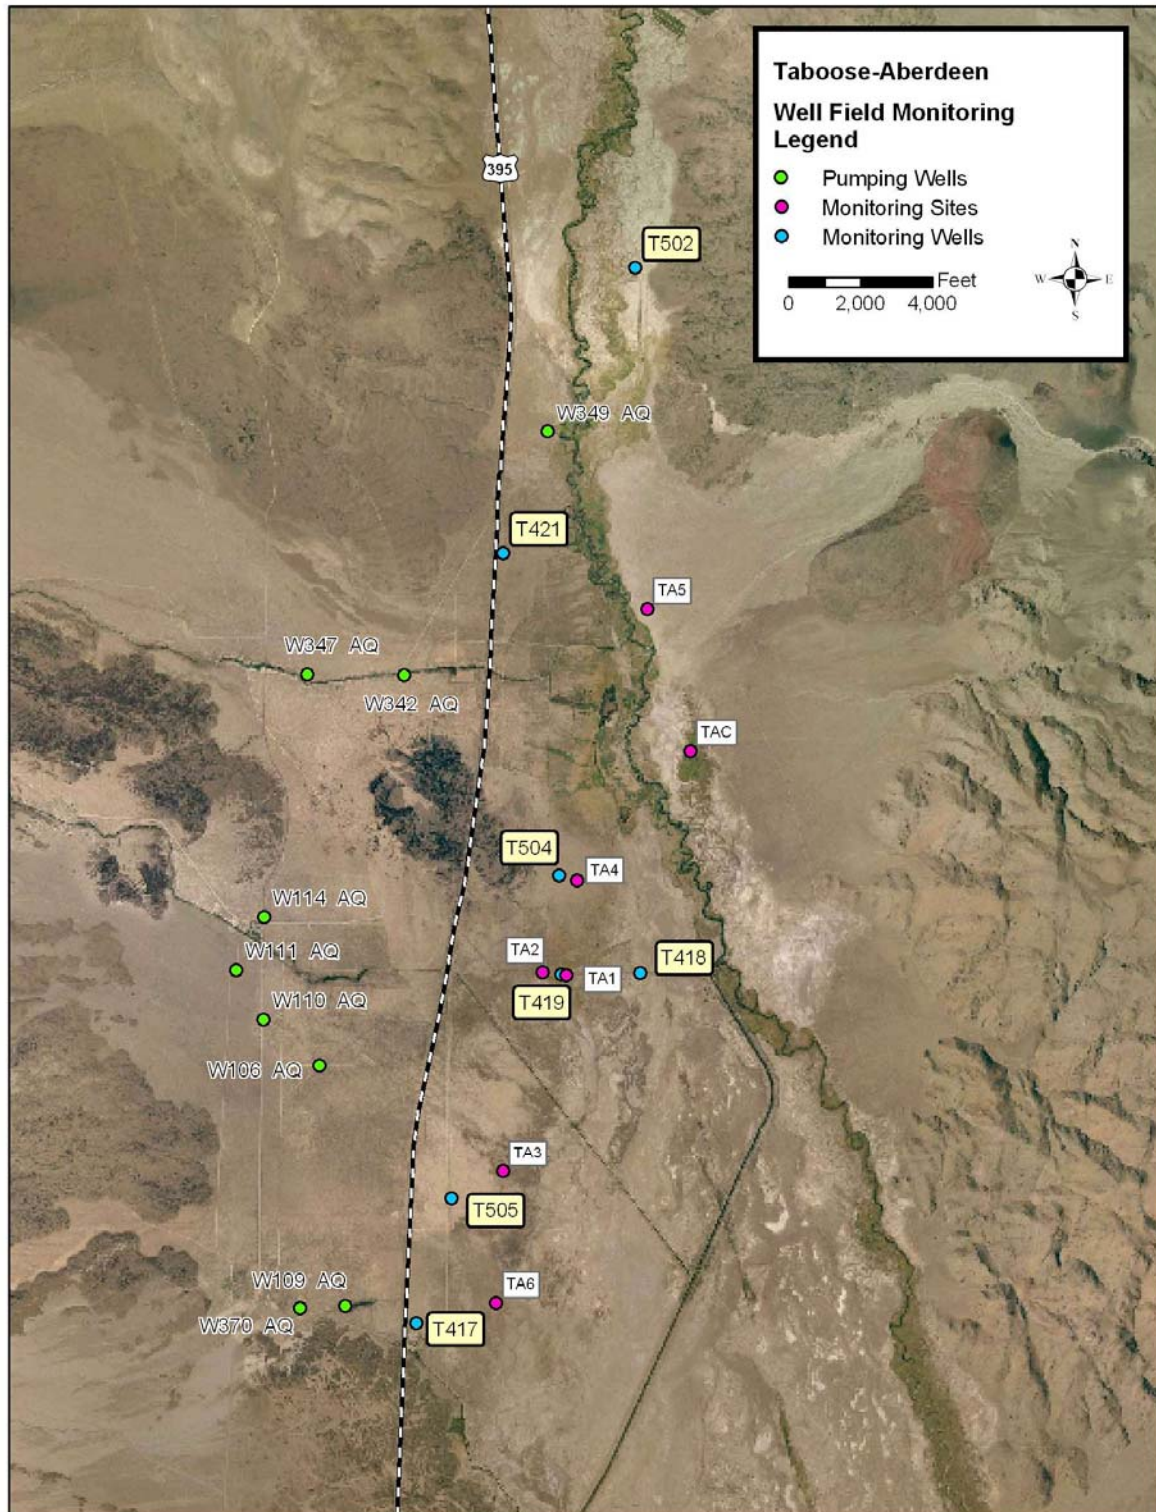 Taboose-Aberdeen
Well Field Monitoring
Legend
Pumping Wells
Monitoring Sites
Monitoring Wells
Feet
0 2,000 4,000
N
W E
S
395
T502
W349 AQ
T421
TA5
W347 AQ
W342 AQ
TAC
T504
TA4
W114 AQ
W111 AQ
TA2
T418
TA1
T419
W110 AQ
W106 AQ
TA3
T505
W109 AQ
TA6
W370 AQ
T417